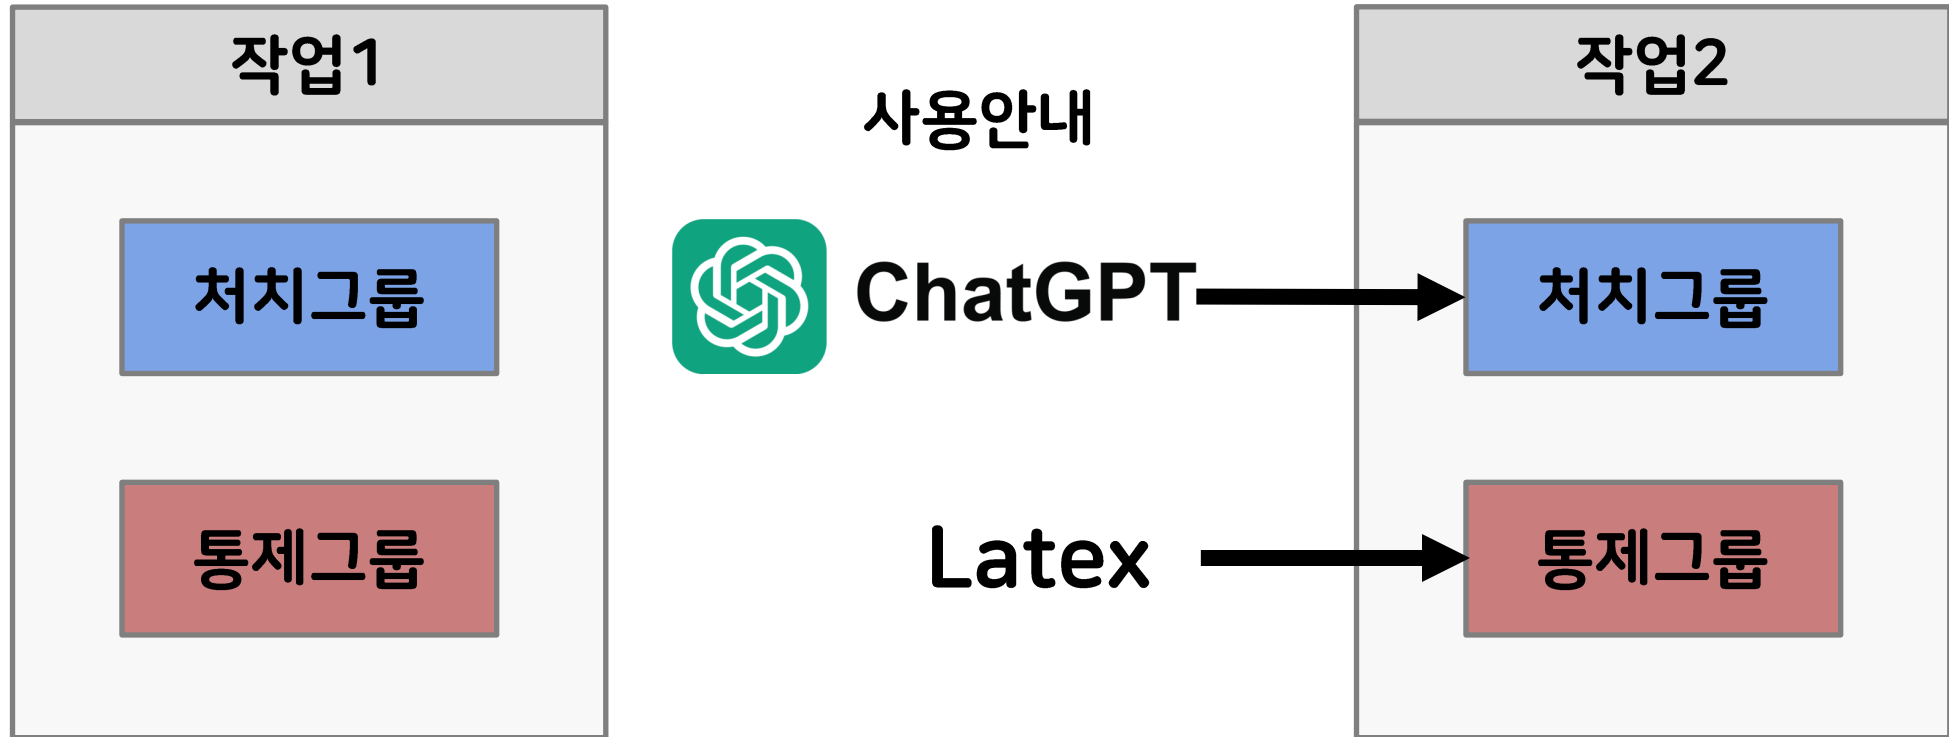 작업1
처치그룹
통제그룹
사용안내
ChatGPT
Latex
작업2
처치그룹
통제그룹